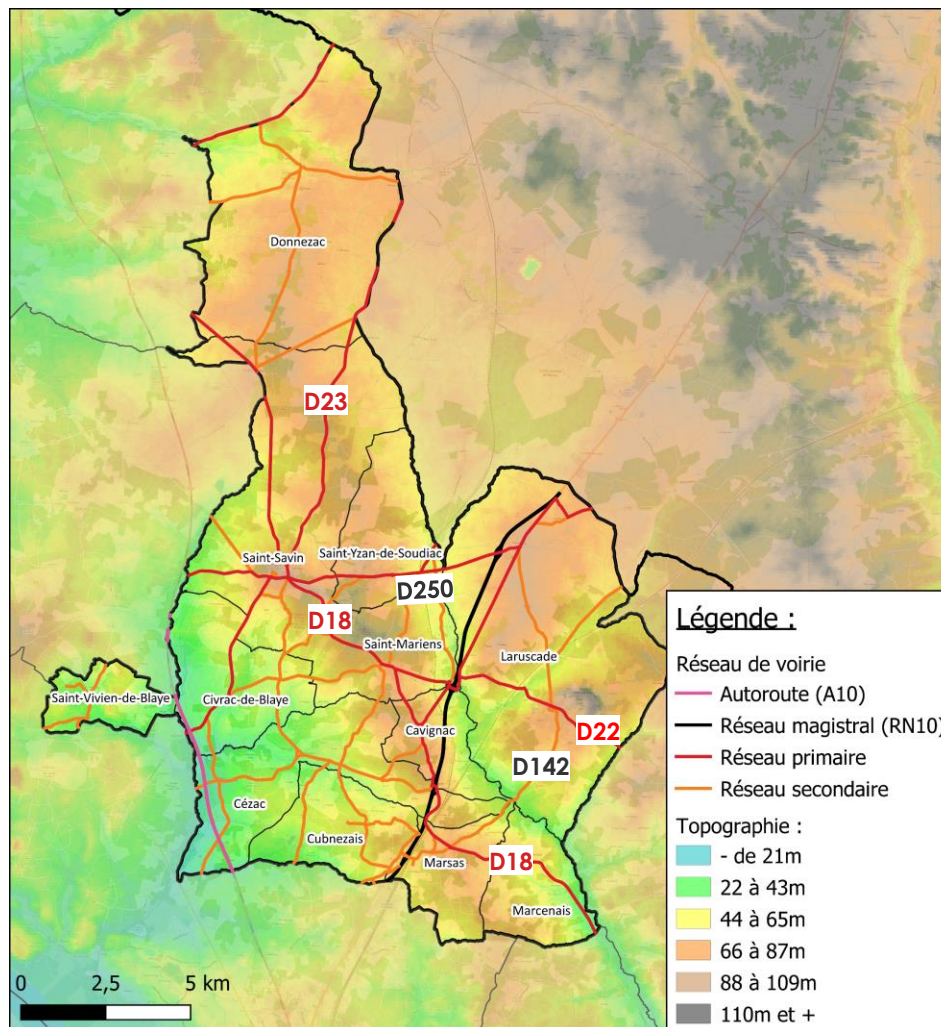 Donnezac
D23
Saint-Savin
Saint-Yzan-de-Soudiac
D250
D18
Saint-Mariens
Laruscade
Saint-Vivien-de-Blaye
Civrac-de-Blaye
Cavignac
D22
D142
Cézac
Cubnezais
Marsas
D18
Marcenais
0 2,5 5 km
Légende :
Réseau de voirie
Autoroute (A10)
Réseau magistral (RN10)
Réseau primaire
Réseau secondaire
Topographie :
- de 21m
22 à 43m
44 à 65m
66 à 87m
88 à 109m
110m et +